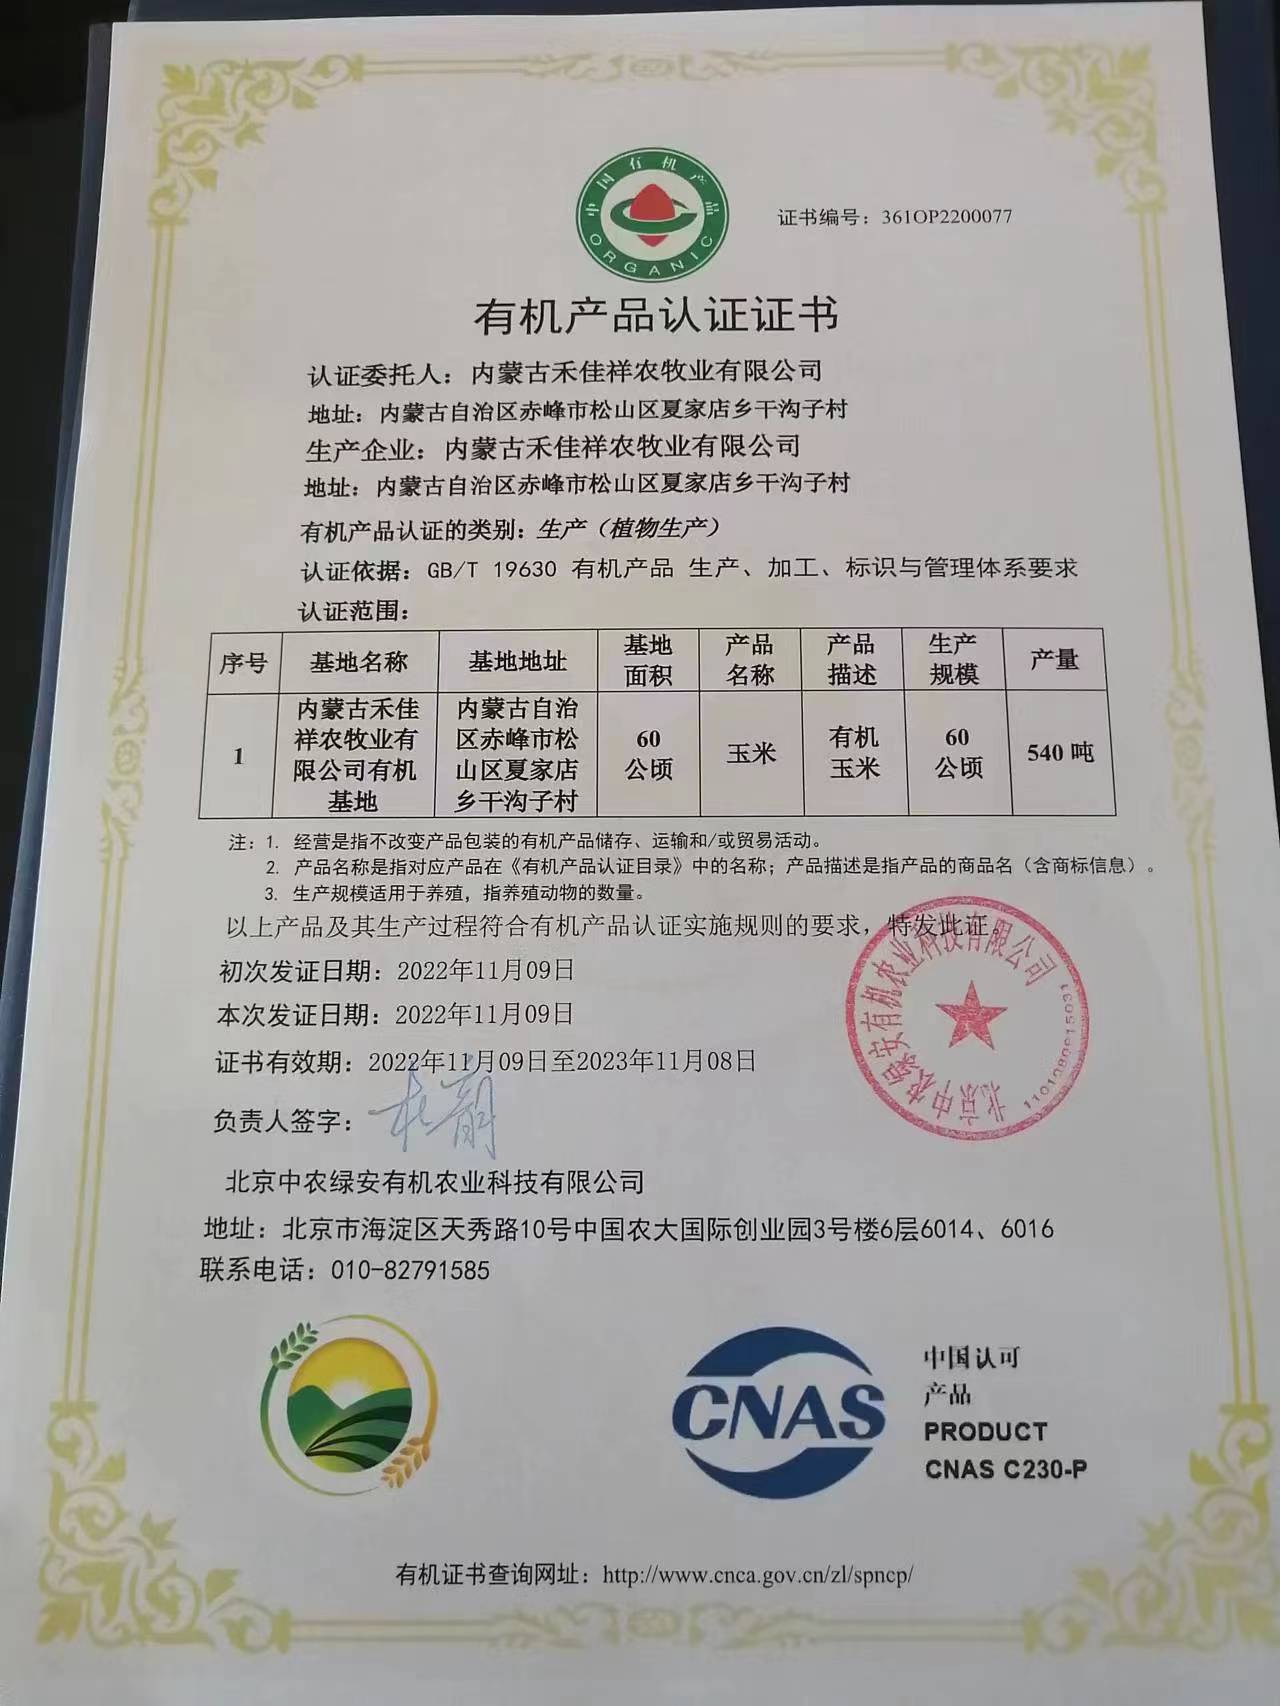 中国有机产品
ORGANIC
证书编号：361OP2200077
有机产品认证证书
认证委托人：内蒙古禾佳祥农牧业有限公司
地址：内蒙古自治区赤峰市松山区夏家店乡干沟子村
生产企业：内蒙古禾佳祥农牧业有限公司
地址：内蒙古自治区赤峰市松山区夏家店乡干沟子村
有机产品认证的类别：生产（植物生产）
认证依据：GB/T 19630 有机产品 生产、加工、标识与管理体系要求
认证范围：
序号 基地名称 基地地址 基地面积 产品名称 产品描述 生产规模 产量
1 内蒙古禾佳祥农牧业有限公司有机基地 内蒙古自治区赤峰市松山区夏家店乡干沟子村 60公顷 玉米 有机玉米 60公顷 540吨
注：1. 经营是指不改变产品包装的有机产品储存、运输和/或贸易活动。
2. 产品名称是指对应产品在《有机产品认证目录》中的名称；产品描述是指产品的商品名（含商标信息）。
3. 生产规模适用于养殖，指养殖动物的数量。
以上产品及其生产过程符合有机产品认证实施规则的要求，特发此证。
初次发证日期：2022年11月09日
本次发证日期：2022年11月09日
证书有效期：2022年11月09日至2023年11月08日
负责人签字：
北京中农绿安有机农业科技有限公司
北京中农绿安有机农业科技有限公司
地址：北京市海淀区天秀路10号中国农大国际创业园3号楼6层6014、6016
联系电话：010-82791585
CNAS
中国认可
产品
PRODUCT
CNAS C230-P
有机证书查询网址：http://www.cnca.gov.cn/zl/spncp/